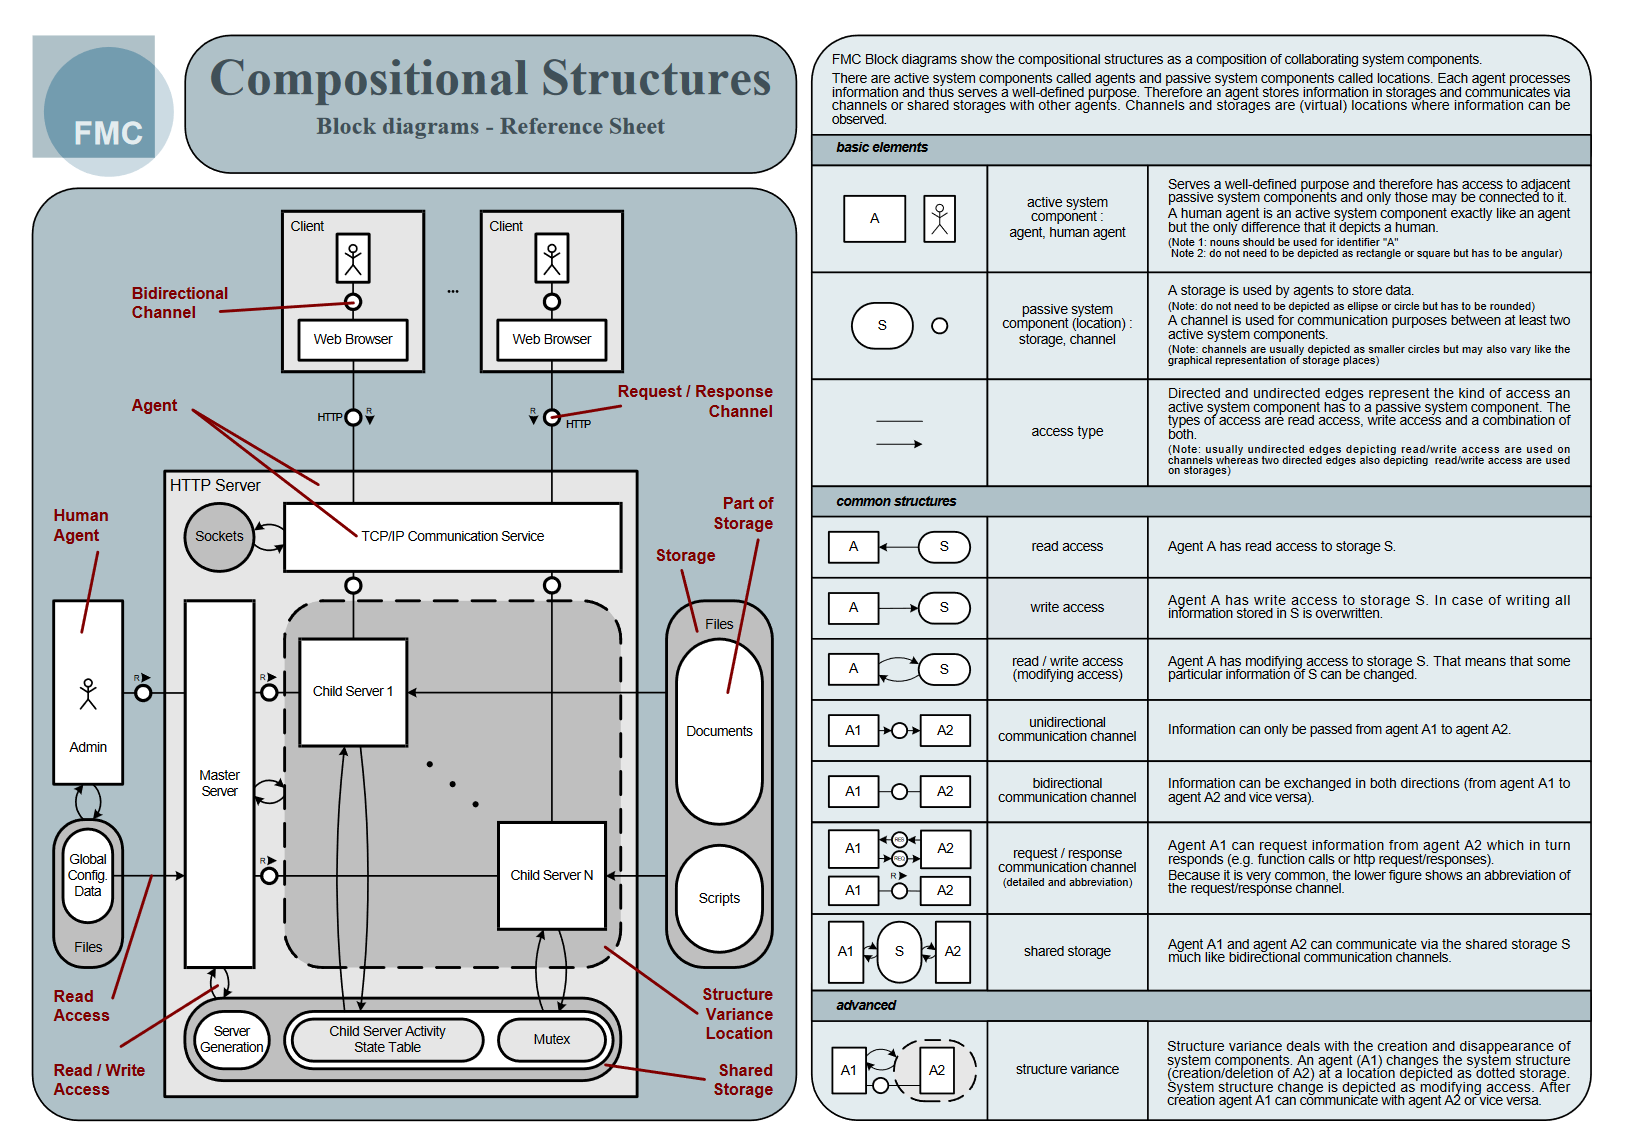 FMC
Compositional Structures
Block diagrams - Reference Sheet
Client
Client
...
Bidirectional
Channel
Web Browser
Web Browser
Agent
Request / Response
Channel
HTTP
R
R
HTTP
HTTP Server
Human
Agent
Sockets
TCP/IP Communication Service
Part of
Storage
Storage
Files
R
R
Child Server 1
Documents
Admin
Master
Server
R
Global
Config.
Data
Child Server N
Scripts
Files
Read
Access
Structure
Variance
Location
Server
Generation
Child Server Activity
State Table
Mutex
Read / Write
Access
Shared
Storage
FMC Block diagrams show the compositional structures as a composition of collaborating system components.
There are active system components called agents and passive system components called locations. Each agent processes
information and thus serves a well-defined purpose. Therefore an agent stores information in storages and communicates via
channels or shared storages with other agents. Channels and storages are (virtual) locations where information can be
observed.
basic elements
A
active system
component :
agent, human agent
Serves a well-defined purpose and therefore has access to adjacent
passive system components and only those may be connected to it.
A human agent is an active system component exactly like an agent
but the only difference that it depicts a human.
(Note 1: nouns should be used for identifier "A"
Note 2: do not need to be depicted as rectangle or square but has to be angular)
S
passive system
component (location) :
storage, channel
A storage is used by agents to store data.
(Note: do not need to be depicted as ellipse or circle but has to be rounded)
A channel is used for communication purposes between at least two
active system components.
(Note: channels are usually depicted as smaller circles but may also vary like the
graphical representation of storage places)
access type
Directed and undirected edges represent the kind of access an
active system component has to a passive system component. The
types of access are read access, write access and a combination of
both.
(Note: usually undirected edges depicting read/write access are used on
channels whereas two directed edges also depicting read/write access are used
on storages)
common structures
A
S
read access
Agent A has read access to storage S.
A
S
write access
Agent A has write access to storage S. In case of writing all
information stored in S is overwritten.
A
S
read / write access
(modifying access)
Agent A has modifying access to storage S. That means that some
particular information of S can be changed.
A1
A2
unidirectional
communication channel
Information can only be passed from agent A1 to agent A2.
A1
A2
bidirectional
communication channel
Information can be exchanged in both directions (from agent A1 to
agent A2 and vice versa).
A1
RES
REQ
A2
R
A1
A2
request / response
communication channel
(detailed and abbreviation)
Agent A1 can request information from agent A2 which in turn
responds (e.g. function calls or http request/responses).
Because it is very common, the lower figure shows an abbreviation of
the request/response channel.
A1
S
A2
shared storage
Agent A1 and agent A2 can communicate via the shared storage S
much like bidirectional communication channels.
advanced
A1
A2
structure variance
Structure variance deals with the creation and disappearance of
system components. An agent (A1) changes the system structure
(creation/deletion of A2) at a location depicted as dotted storage.
System structure change is depicted as modifying access. After
creation agent A1 can communicate with agent A2 or vice versa.